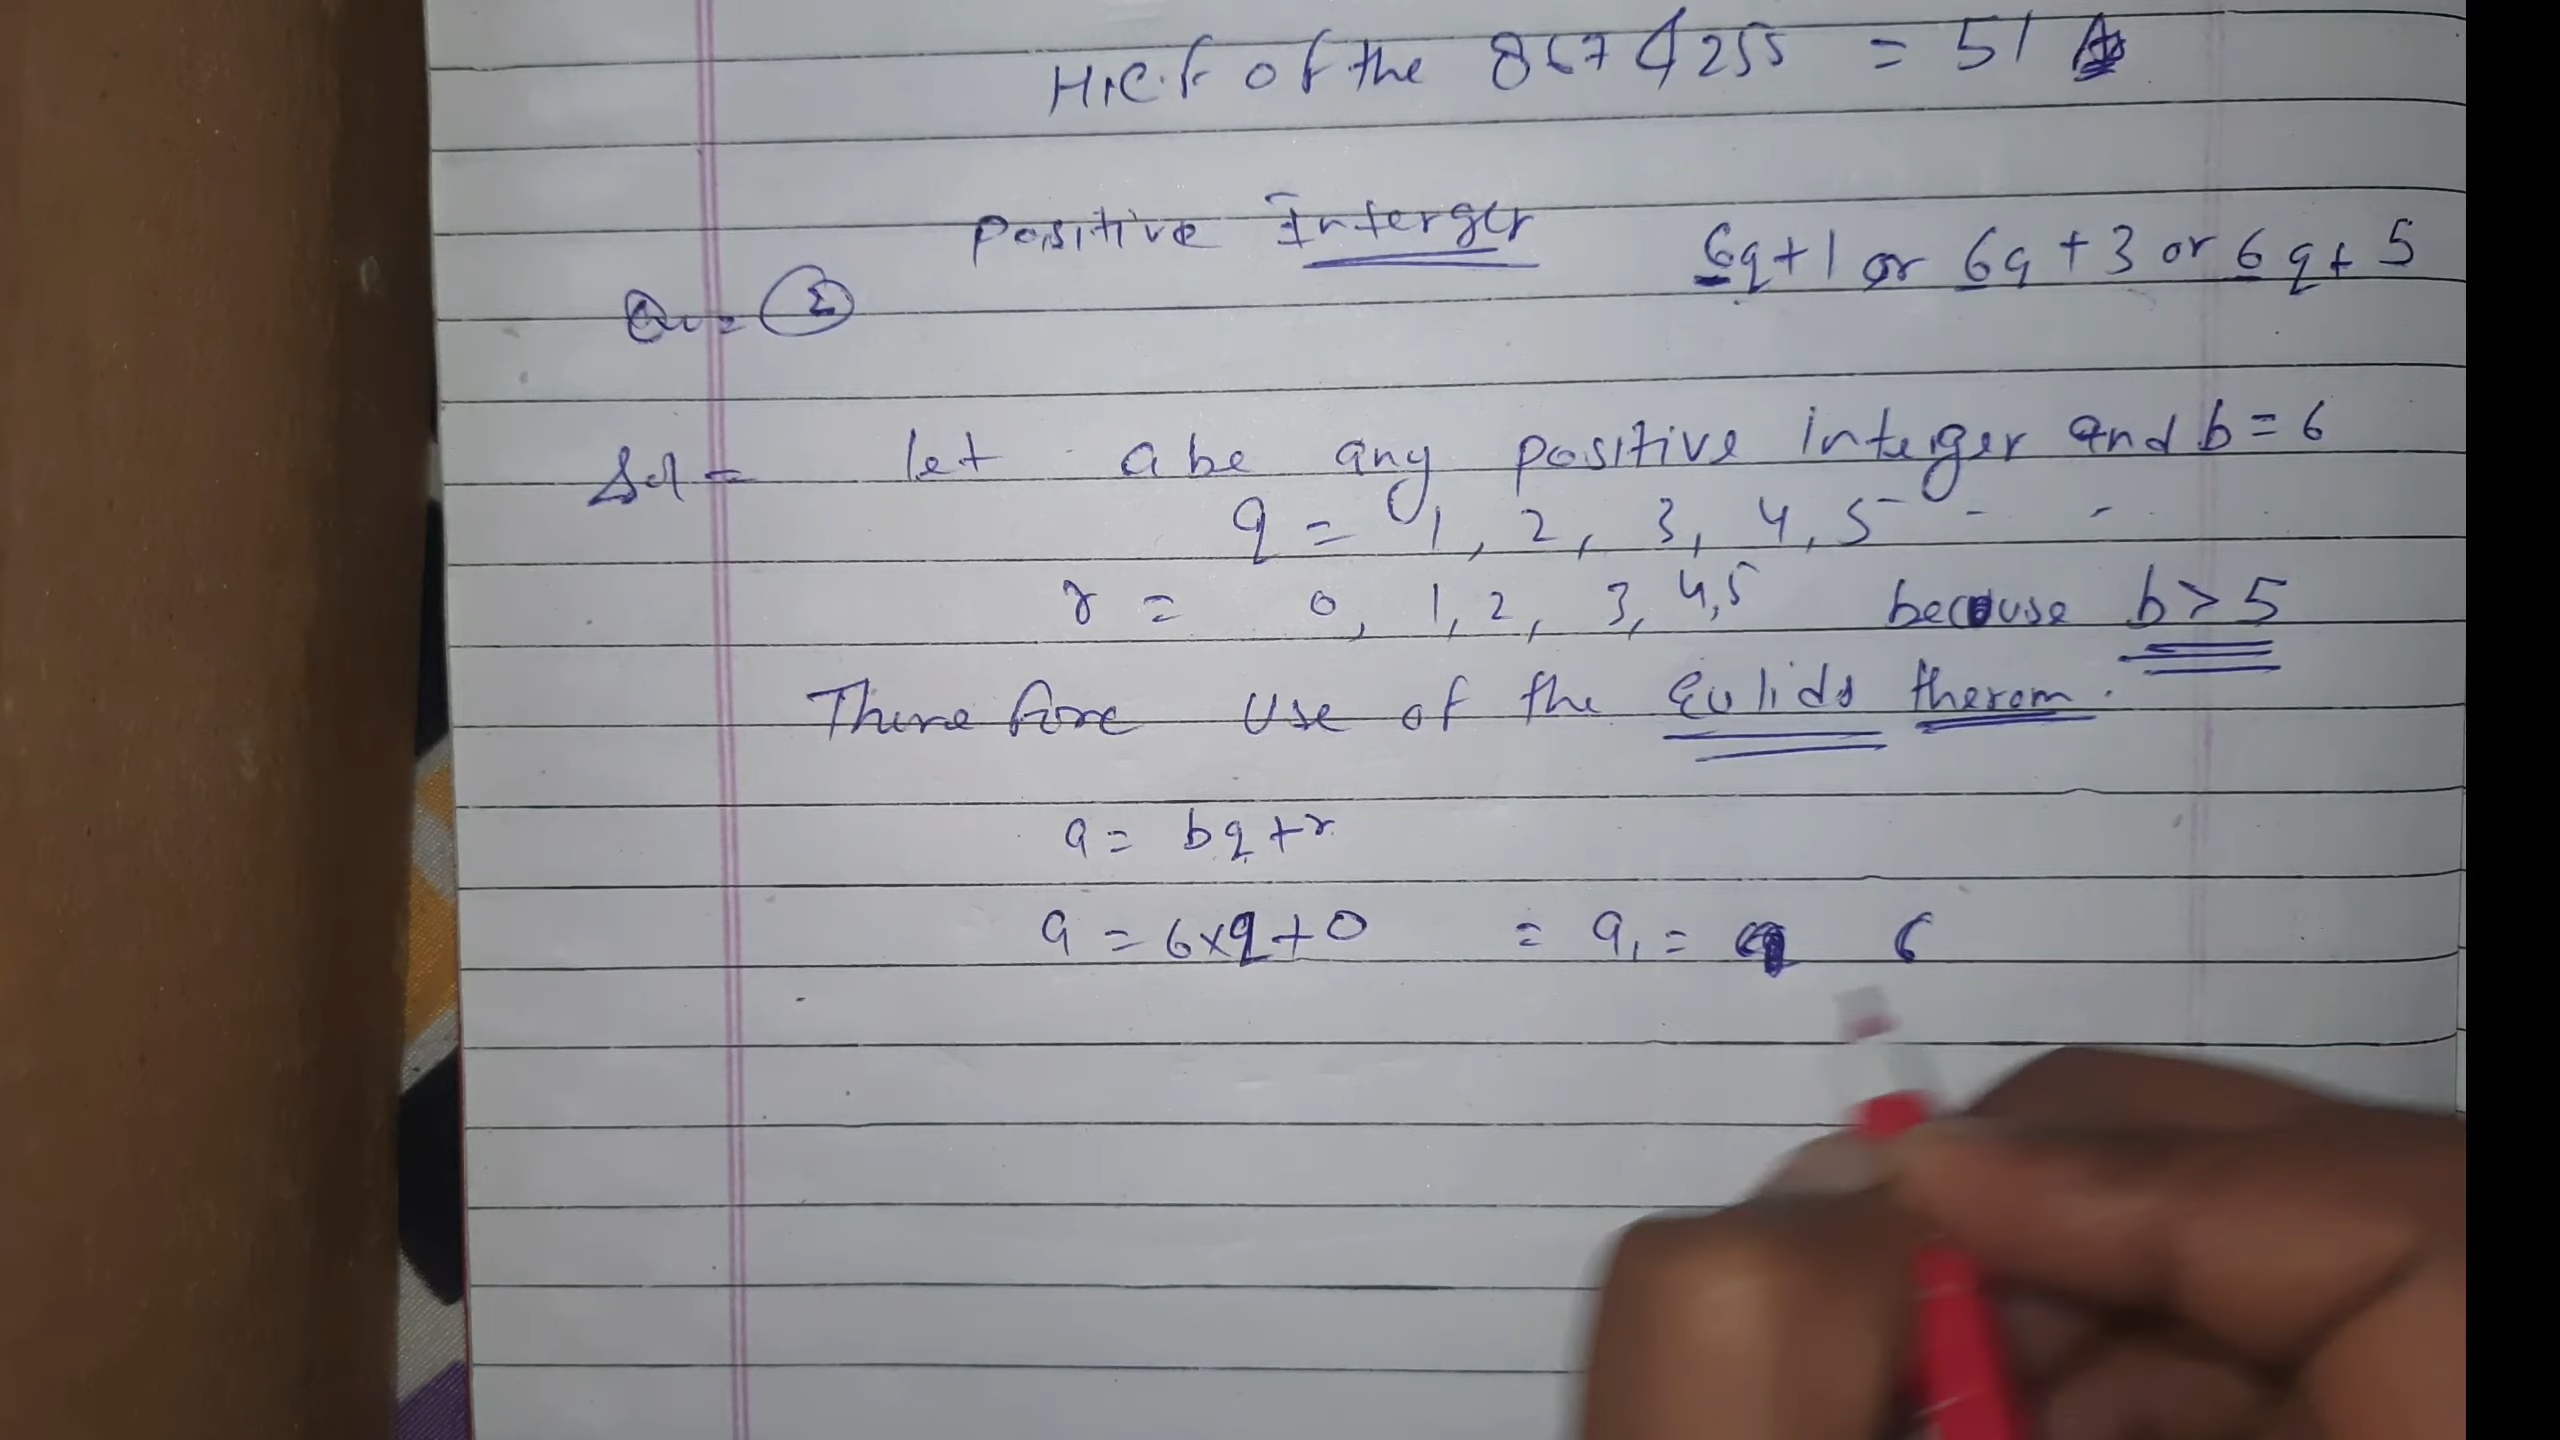 H.C.F of the 867 & 255 = 51
Positive Interger 6q+1 or 6q+3 or 6q+5
Qu= 2
Sol= let a be any positive integer and b=6
q = 1, 2, 3, 4, 5 - - -
r = 0, 1, 2, 3, 4, 5 because b>5
There fore use of the Eulids therom.
a = bq+r
a = 6xq+0 = a1 = 6